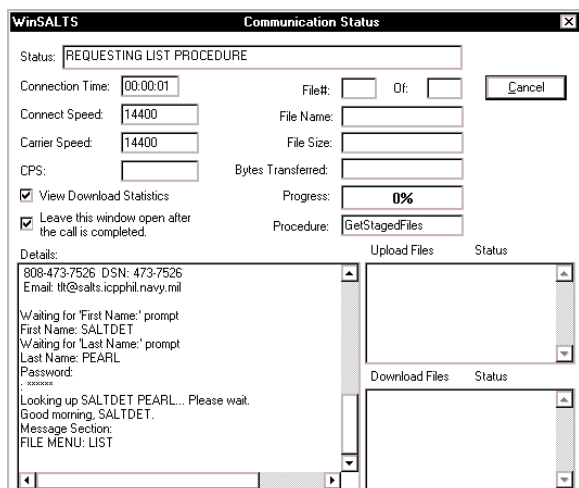 WinSALTS Communication Status
Status: REQUESTING LIST PROCEDURE
Connection Time: 00:00:01
Connect Speed: 14400
Carrier Speed: 14400
CPS:
View Download Statistics
Leave this window open after
the call is completed.
File#: Of:
Cancel
File Name:
File Size:
Bytes Transferred:
Progress: 0%
Procedure: GetStagedFiles
Details:
808-473-7526 DSN: 473-7526
Email: tlt@salts.icpphil.navy.mil
Waiting for 'First Name:' prompt
First Name: SALTDET
Waiting for 'Last Name:' prompt
Last Name: PEARL
Password:
: ******
Looking up SALTDET PEARL... Please wait.
Good morning, SALTDET.
Message Section:
FILE MENU: LIST
Upload Files Status
Download Files Status